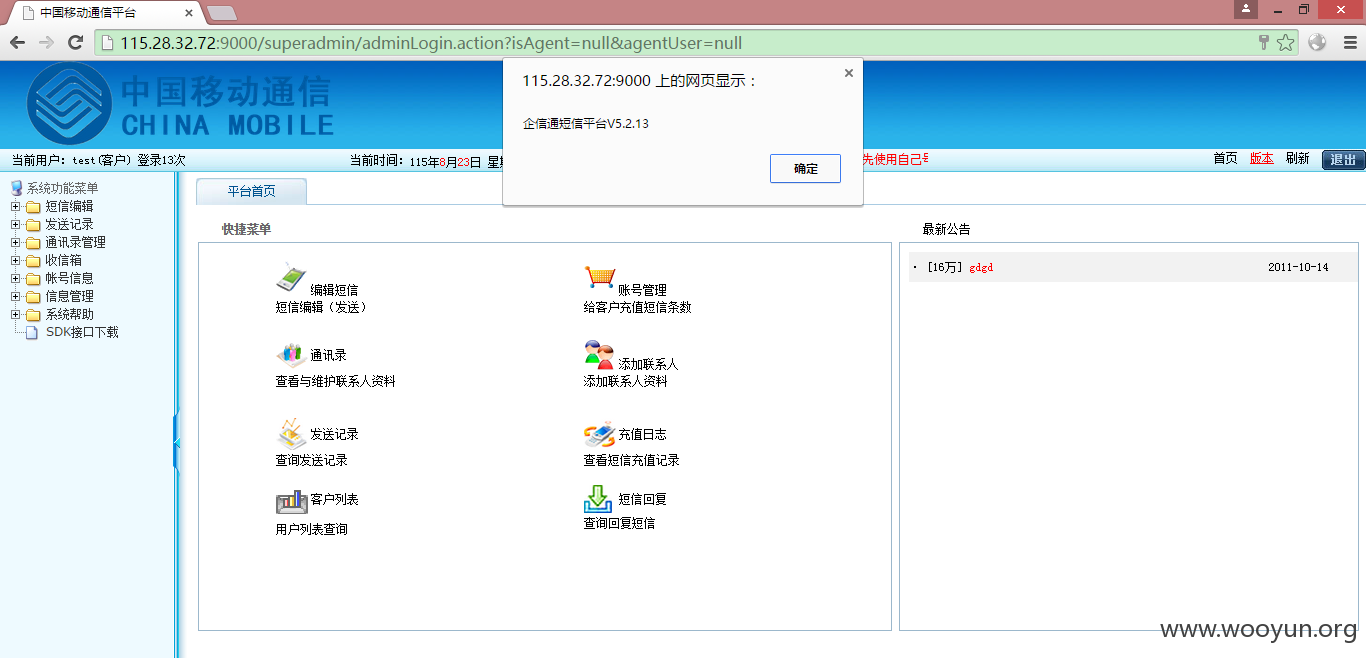 中国移动通信平台
115.28.32.72:9000/superadmin/adminLogin.action?isAgent=null&agentUser=null
中国移动通信
CHINA MOBILE
115.28.32.72:9000 上的网页显示：
企信通短信平台V5.2.13
确定
当前用户：test(客户) 登录13次
当前时间：115年8月23日 星
先使用自己号
首页 版本 刷新 退出
系统功能菜单
短信编辑
发送记录
通讯录管理
收信箱
帐号信息
信息管理
系统帮助
SDK接口下载
平台首页
快捷菜单
编辑短信
短信编辑（发送）
账号管理
给客户充值短信条数
通讯录
查看与维护联系人资料
添加联系人
添加联系人资料
发送记录
查询发送记录
充值日志
查看短信充值记录
客户列表
用户列表查询
短信回复
查询回复短信
最新公告
· [16万] gdgd 2011-10-14
www.wooyun.org